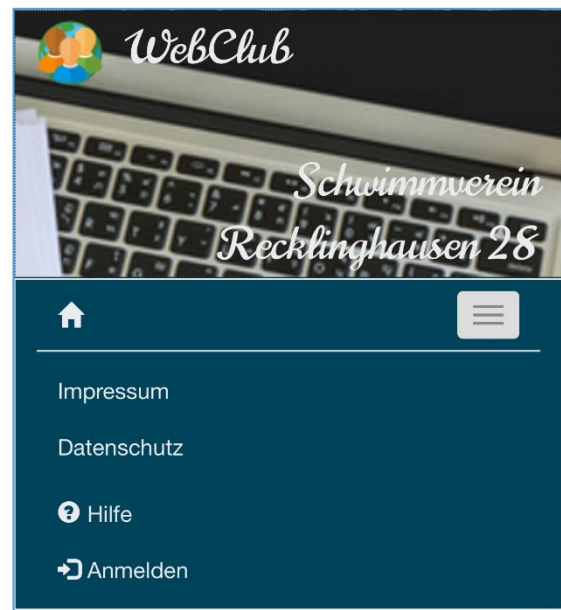 WebClub
Schwimmverein
Recklinghausen 28
Impressum
Datenschutz
Hilfe
Anmelden